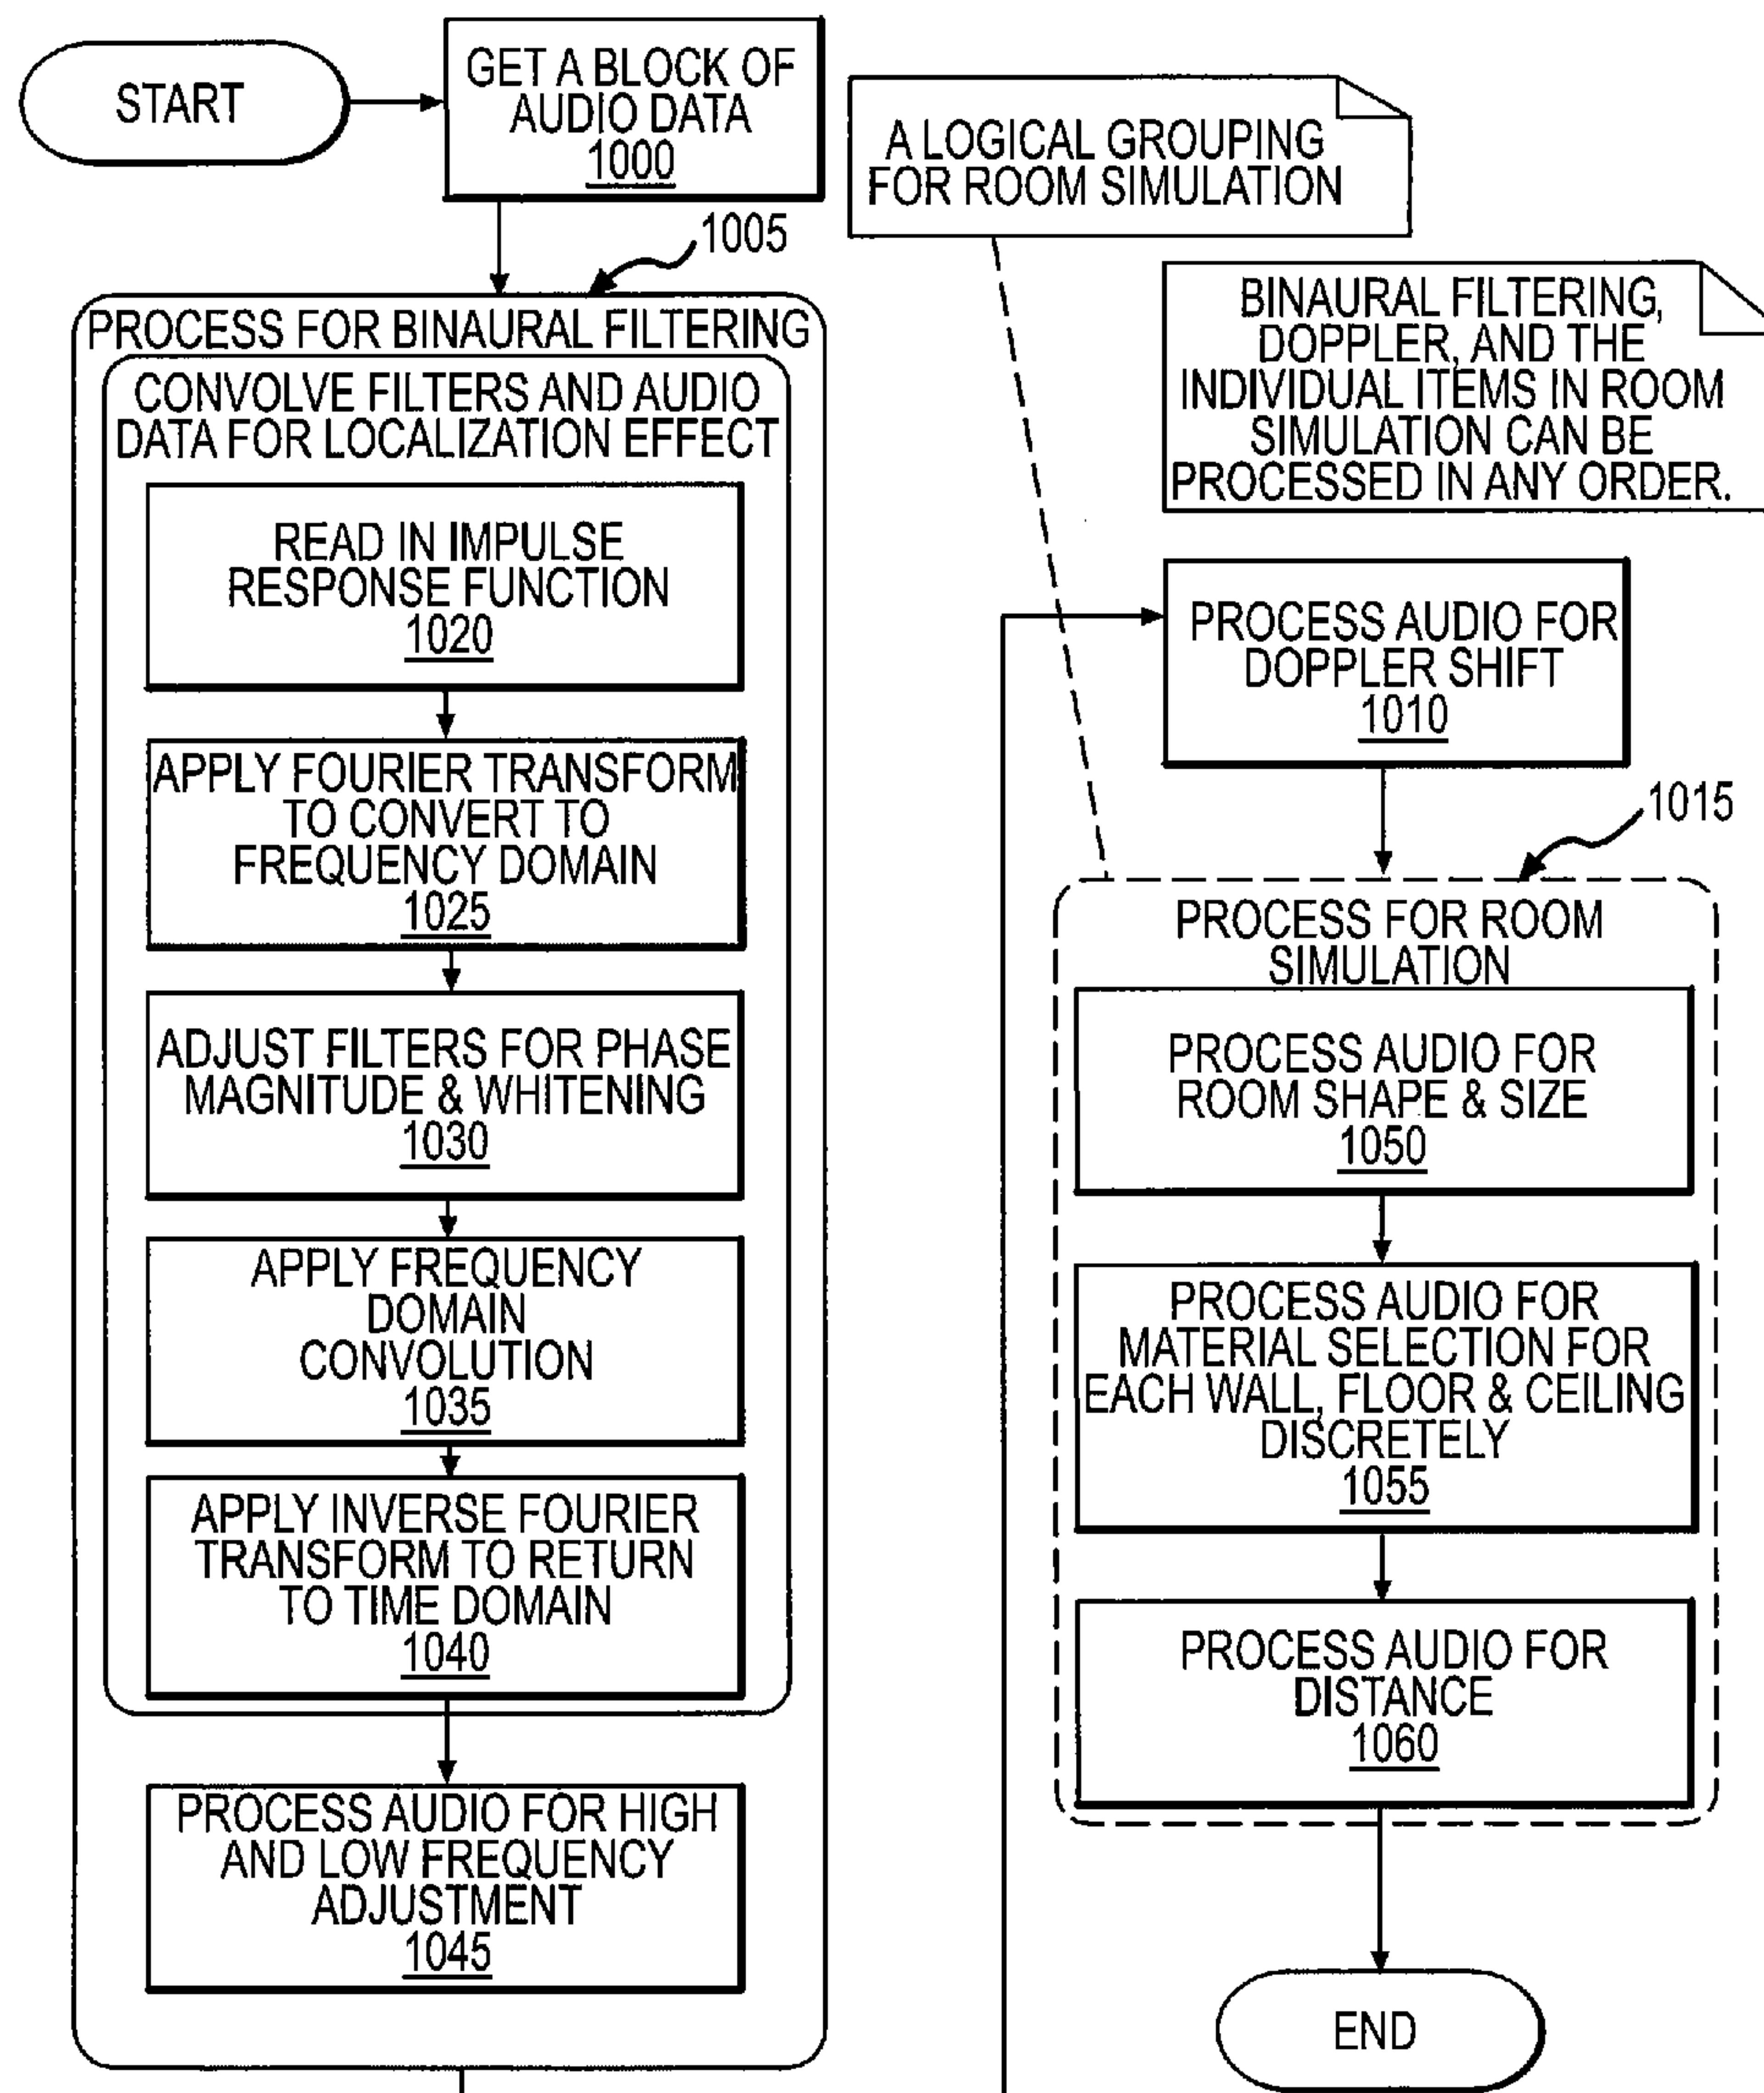 START
GET A BLOCK OF
AUDIO DATA
1000
A LOGICAL GROUPING
FOR ROOM SIMULATION
1005
BINAURAL FILTERING,
DOPPLER, AND THE
INDIVIDUAL ITEMS IN ROOM
SIMULATION CAN BE
PROCESSED IN ANY ORDER.
PROCESS FOR BINAURAL FILTERING
CONVOLVE FILTERS AND AUDIO
DATA FOR LOCALIZATION EFFECT
READ IN IMPULSE
RESPONSE FUNCTION
1020
APPLY FOURIER TRANSFORM
TO CONVERT TO
FREQUENCY DOMAIN
1025
ADJUST FILTERS FOR PHASE
MAGNITUDE & WHITENING
1030
APPLY FREQUENCY
DOMAIN
CONVOLUTION
1035
APPLY INVERSE FOURIER
TRANSFORM TO RETURN
TO TIME DOMAIN
1040
PROCESS AUDIO FOR HIGH
AND LOW FREQUENCY
ADJUSTMENT
1045
PROCESS AUDIO FOR
DOPPLER SHIFT
1010
1015
PROCESS FOR ROOM
SIMULATION
PROCESS AUDIO FOR
ROOM SHAPE & SIZE
1050
PROCESS AUDIO FOR
MATERIAL SELECTION FOR
EACH WALL, FLOOR & CEILING
DISCRETELY
1055
PROCESS AUDIO FOR
DISTANCE
1060
END